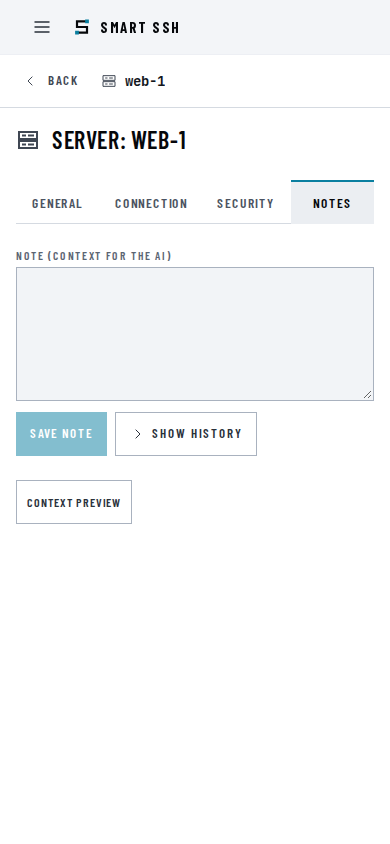 SMART SSH
BACK
web-1
SERVER: WEB-1
GENERAL
CONNECTION
SECURITY
NOTES
NOTE (CONTEXT FOR THE AI)
SAVE NOTE
SHOW HISTORY
CONTEXT PREVIEW